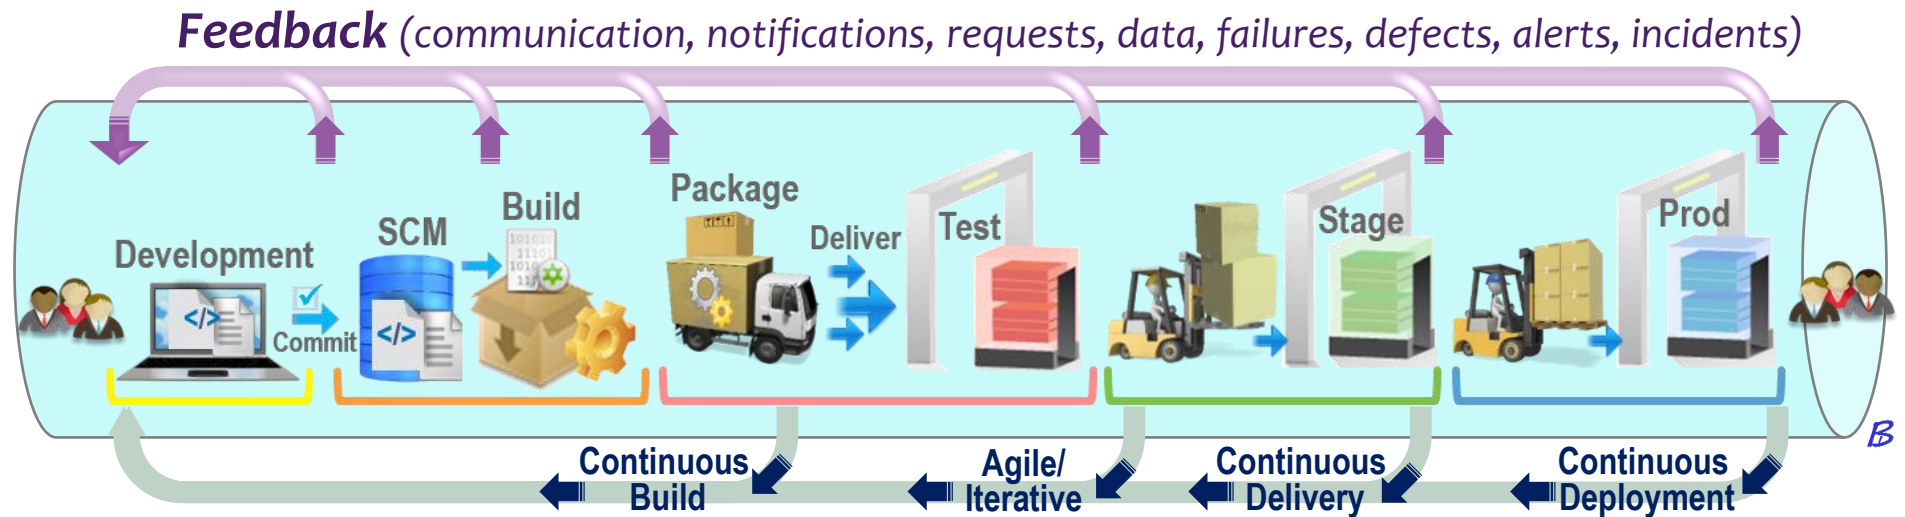 Feedback (communication, notifications, requests, data, failures, defects, alerts, incidents)
Development
Commit
SCM
Build
Package
Deliver
Test
Stage
Prod
</>
</>
Continuous
Build
Agile/
Iterative
Continuous
Delivery
Continuous
Deployment